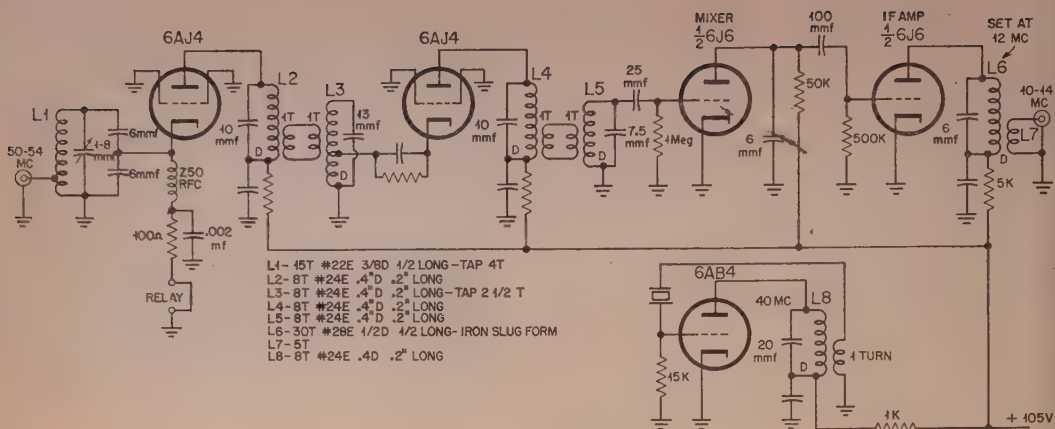 6AJ4
6AJ4
MIXER
1/2 6J6
100
mmf
IF AMP
1/2 6J6
SET AT
12 MC
L1
50-54
MC
1-8
mmf
6mmf
6mmf
Z50
RFC
100Ω
.002
mf
RELAY
L2
10
mmf
D
1T
1T
L3
13
mmf
D
L4
10
mmf
D
1T
1T
L5
7.5
mmf
D
25
mmf
1Meg
6
mmf
50K
500K
L6
6
mmf
D
10-14
MC
L7
5K
L1-15T #22E 3/8D 1/2 LONG-TAP 4T
L2-8T #24E .4"D .2" LONG
L3-8T #24E .4"D .2" LONG-TAP 2 1/2 T
L4-8T #24E .4"D .2" LONG
L5-8T #24E .4"D .2" LONG
L6-30T #28E 1/2D 1/2 LONG-IRON SLUG FORM
L7-5T
L8-8T #24E .4D .2" LONG
6AB4
15K
40 MC
L8
20
mmf
D
1 TURN
1K
+ 105V